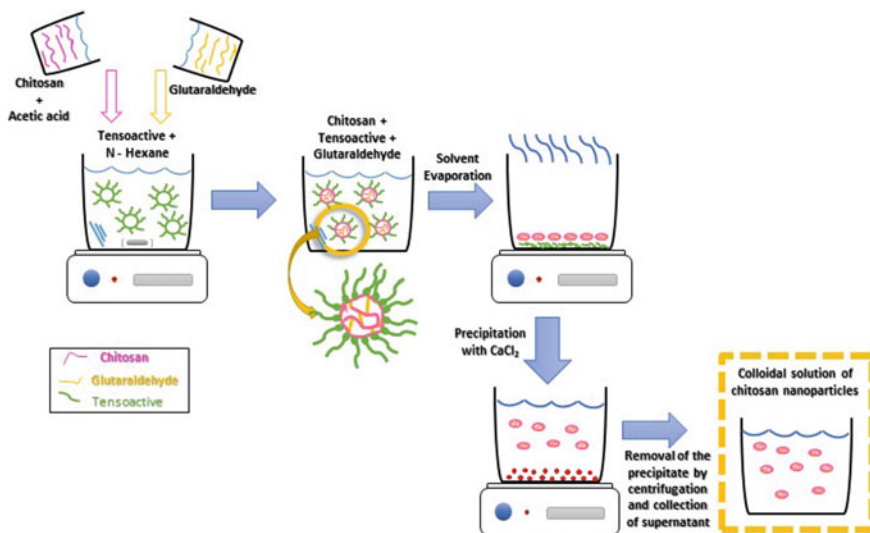 Chitosan
+
Acetic acid
Glutaraldehyde
Tensoactive +
N - Hexane
Chitosan +
Tensoactive +
Glutaraldehyde
Solvent
Evaporation
Chitosan
Glutaraldehyde
Tensoactive
Precipitation
with CaCl₂
Removal of the
precipitate by
centrifugation
and collection
of supernatant
Colloidal solution of
chitosan nanoparticles